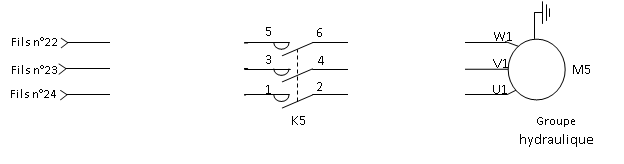 Fils n°22
5
6
W1
Fils n°23
3
4
V1
M5
Fils n°24
1
2
U1
K5
Groupe
hydraulique